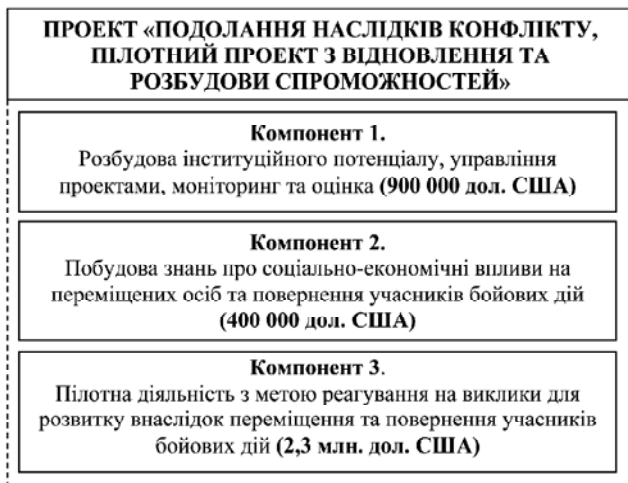 ПРОЕКТ «ПОДОЛАННЯ НАСЛІДКІВ КОНФЛІКТУ,
ПІЛОТНИЙ ПРОЕКТ З ВІДНОВЛЕННЯ ТА
РОЗБУДОВИ СПРОМОЖНОСТЕЙ»
Компонент 1.
Розбудова інституційного потенціалу, управління
проектами, моніторинг та оцінка (900 000 дол. США)
Компонент 2.
Побудова знань про соціально-економічні впливи на
переміщених осіб та повернення учасників бойових дій
(400 000 дол. США)
Компонент 3.
Пілотна діяльність з метою реагування на виклики для
розвитку внаслідок переміщення та повернення учасників
бойових дій (2,3 млн. дол. США)